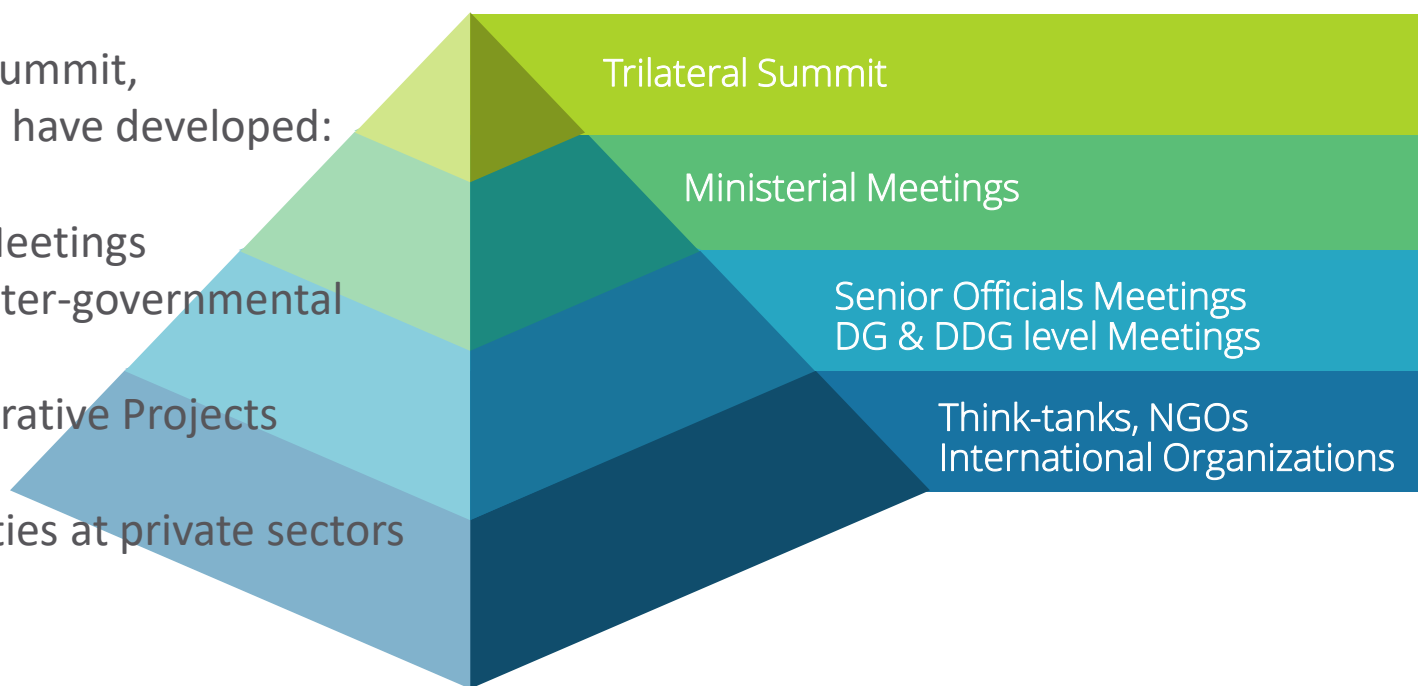 ummit,
have developed:
Meetings
ter-governmental
rative Projects
ties at private sectors
Trilateral Summit
Ministerial Meetings
Senior Officials Meetings
DG & DDG level Meetings
Think-tanks, NGOs
International Organizations